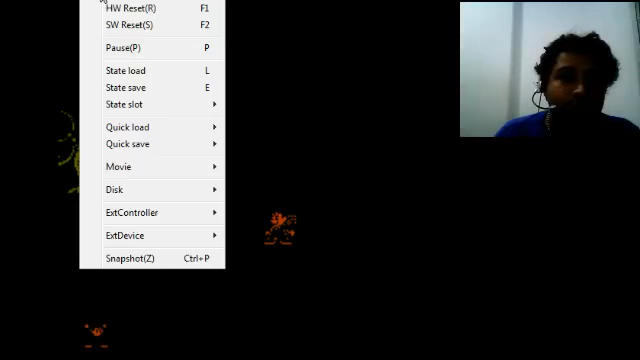 HW Reset(R) F1
SW Reset(S) F2
Pause(P) P
State load L
State save E
State slot
Quick load
Quick save
Movie
Disk
ExtController
ExtDevice
Snapshot(Z) Ctrl+P